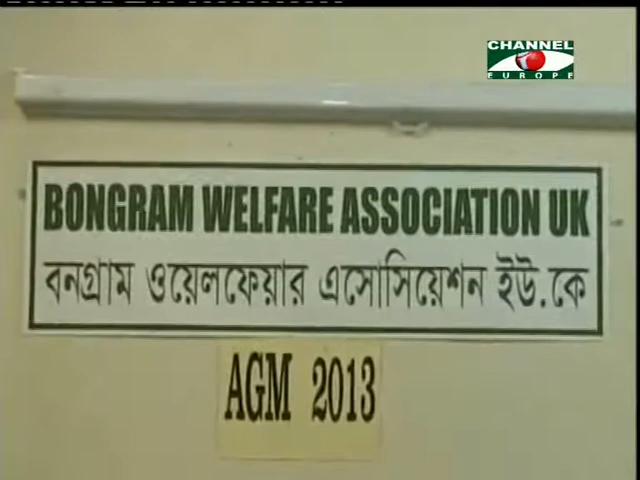 CHANNEL
EUROPE
BONGRAM WELFARE ASSOCIATION UK
বনগ্রাম ওয়েলফেয়ার এসোসিয়েশন ইউ.কে
AGM 2013